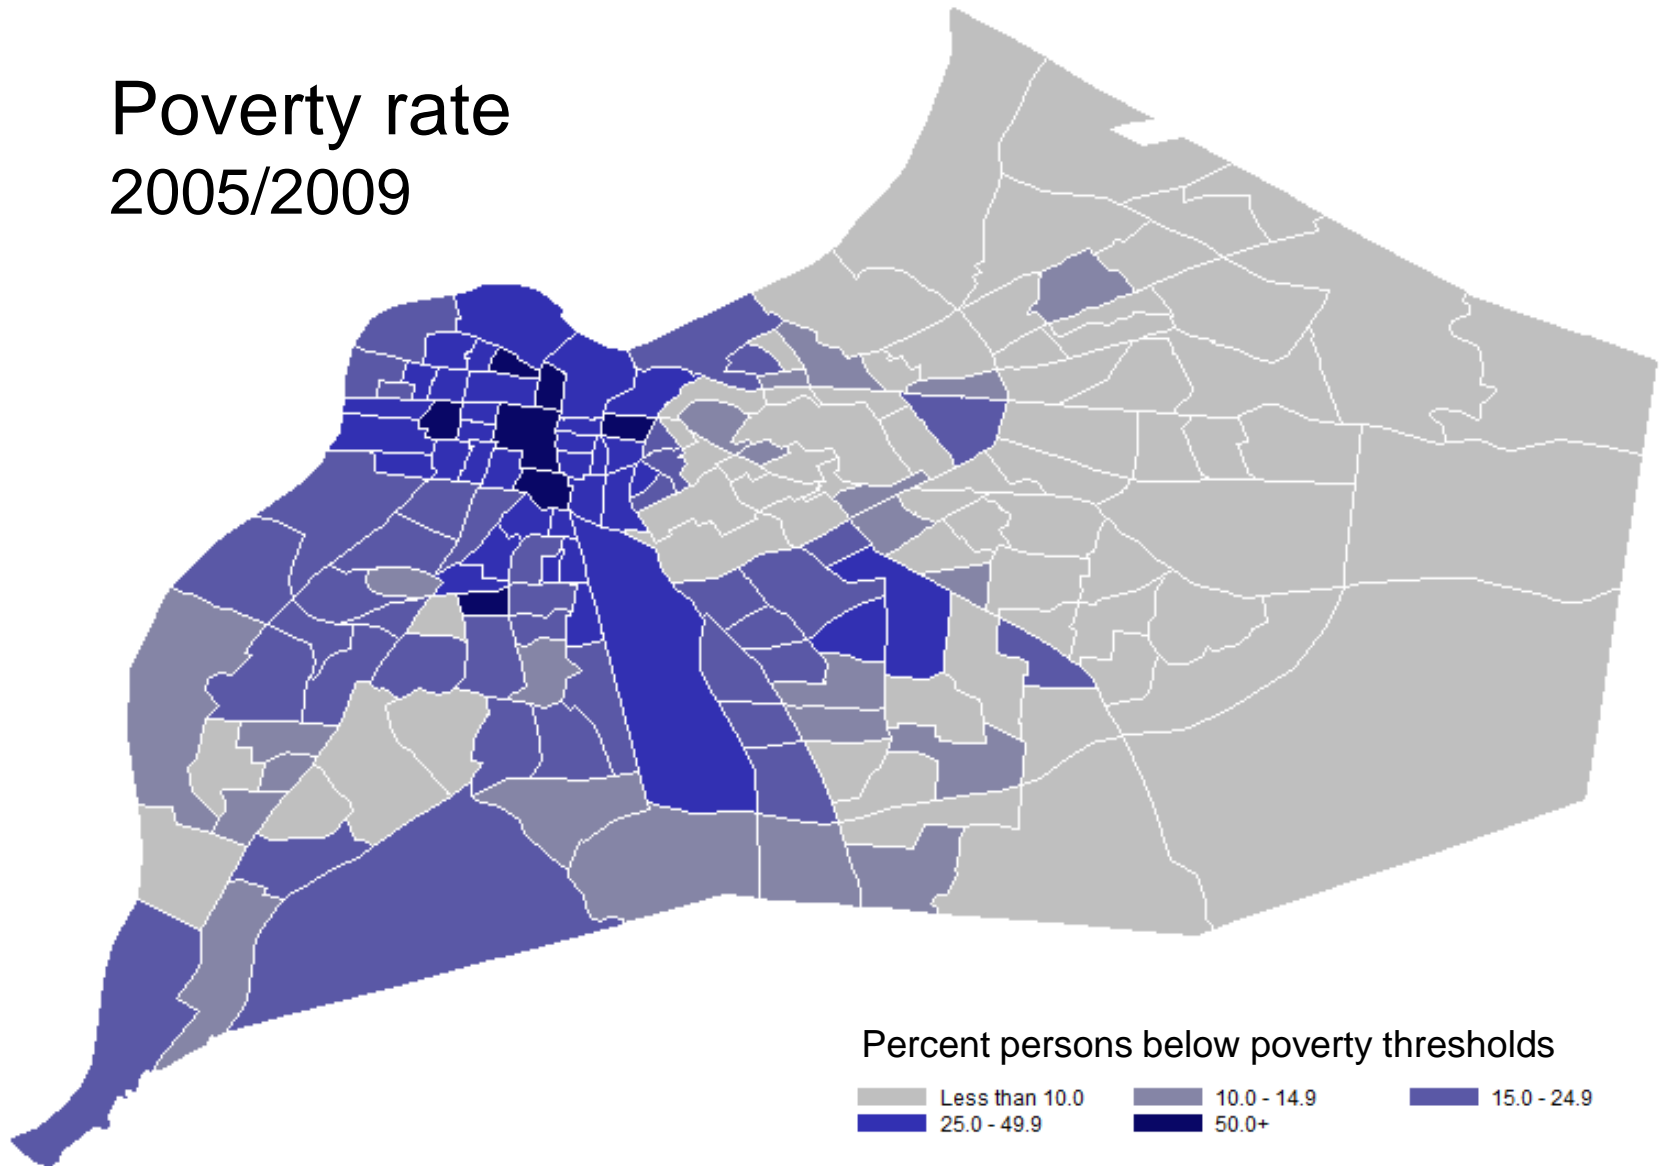 Poverty rate
2005/2009
Percent persons below poverty thresholds
Less than 10.0 10.0 - 14.9 15.0 - 24.9
25.0 - 49.9 50.0+